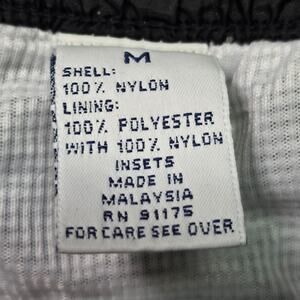 M
SHELL:
100% NYLON
LINING:
100% POLYESTER
WITH 100% NYLON
INSETS
MADE IN
MALAYSIA
RN 91175
FOR CARE SEE OVER